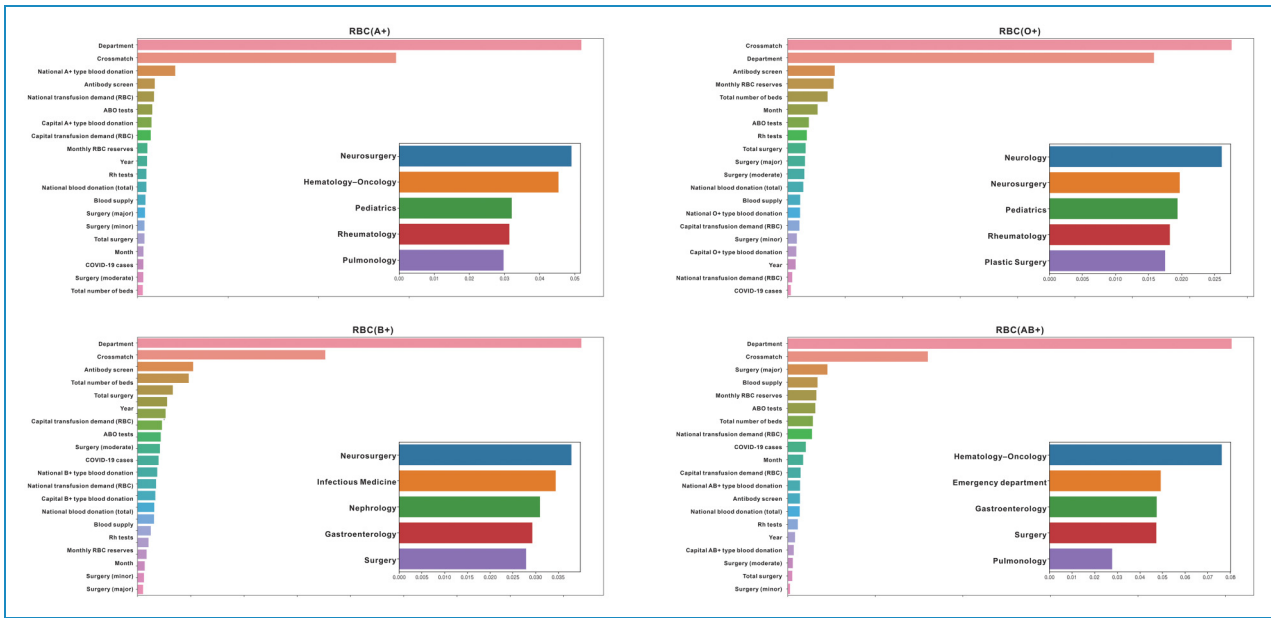 RBC(A+)
Department
Crossmatch
National A+ type blood donation
Antibody screen
National transfusion demand (RBC)
ABO tests
Capital A+ type blood donation
Capital transfusion demand (RBC)
Monthly RBC reserves
Year
Rh tests
National blood donation (total)
Blood supply
Surgery (major)
Surgery (minor)
Total surgery
Month
COVID-19 cases
Surgery (moderate)
Total number of beds
Neurosurgery
Hematology–Oncology
Pediatrics
Rheumatology
Pulmonology
0.00 0.01 0.02 0.03 0.04 0.05
RBC(O+)
Crossmatch
Department
Antibody screen
Monthly RBC reserves
Total number of beds
Month
ABO tests
Rh tests
Total surgery
Surgery (major)
Surgery (moderate)
National blood donation (total)
Blood supply
National O+ type blood donation
Capital transfusion demand (RBC)
Surgery (minor)
Capital O+ type blood donation
Year
National transfusion demand (RBC)
COVID-19 cases
Neurology
Neurosurgery
Pediatrics
Rheumatology
Plastic Surgery
0.000 0.005 0.010 0.015 0.020 0.025
RBC(B+)
Department
Crossmatch
Antibody screen
Total number of beds
Total surgery
Year
Capital transfusion demand (RBC)
ABO tests
Surgery (moderate)
COVID-19 cases
National B+ type blood donation
National transfusion demand (RBC)
Capital B+ type blood donation
National blood donation (total)
Blood supply
Rh tests
Monthly RBC reserves
Month
Surgery (minor)
Surgery (major)
Neurosurgery
Infectious Medicine
Nephrology
Gastroenterology
Surgery
0.000 0.005 0.010 0.015 0.020 0.025 0.030 0.035
RBC(AB+)
Department
Crossmatch
Surgery (major)
Blood supply
Monthly RBC reserves
ABO tests
Total number of beds
National transfusion demand (RBC)
COVID-19 cases
Month
Capital transfusion demand (RBC)
National AB+ type blood donation
Antibody screen
National blood donation (total)
Rh tests
Year
Capital AB+ type blood donation
Surgery (moderate)
Total surgery
Surgery (minor)
Hematology–Oncology
Emergency department
Gastroenterology
Surgery
Pulmonology
0.00 0.01 0.02 0.03 0.04 0.05 0.06 0.07 0.08